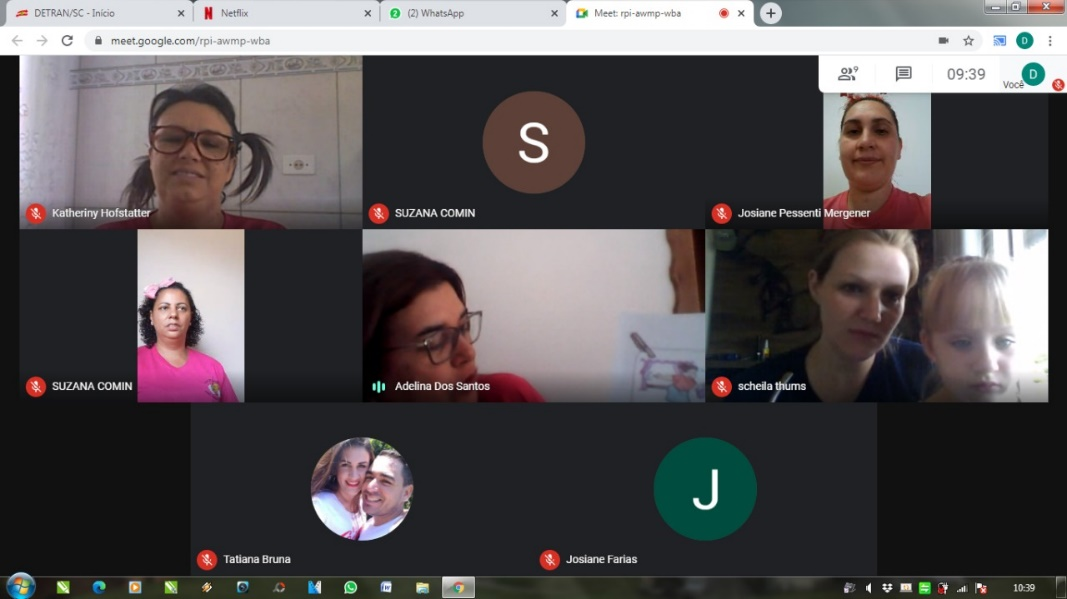 DETRAN/SC - Início
Netflix
(2) WhatsApp
Meet: rpi-awmp-wba
meet.google.com/rpi-awmp-wba
D
9
09:39
D
Você
S
Katheriny Hofstatter
SUZANA COMIN
Josiane Pessenti Mergener
SUZANA COMIN
Adelina Dos Santos
scheila thums
J
Tatiana Bruna
Josiane Farias
10:39